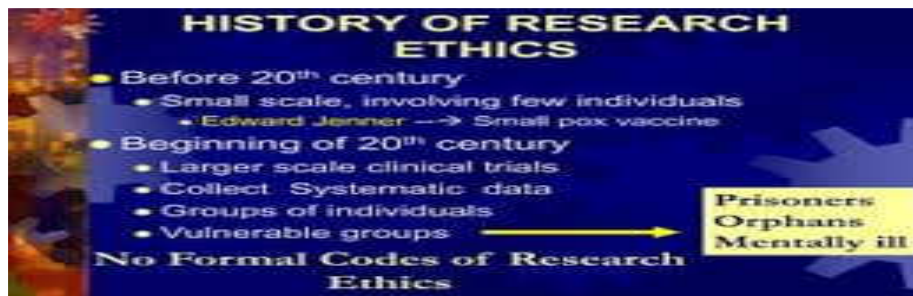 HISTORY OF RESEARCH
ETHICS
• Before 20th century
• Small scale, involving few individuals
• Edward Jenner --→ Small pox vaccine
• Beginning of 20th century
• Larger scale clinical trials
• Collect Systematic data
• Groups of individuals
• Vulnerable groups
Prisoners
Orphans
Mentally ill
No Formal Codes of Research
Ethics